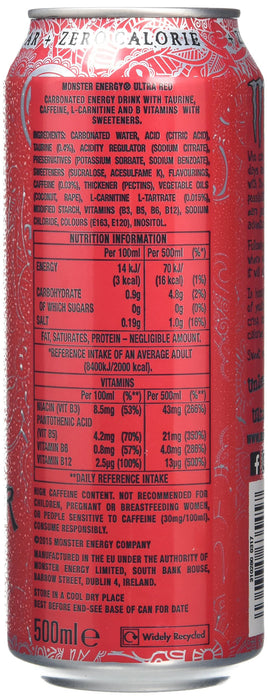 AR + ZERO CALORIE
MONSTER ENERGY® ULTRA RED
CARBONATED ENERGY DRINK WITH TAURINE,
CAFFEINE, L-CARNITINE AND B VITAMINS WITH
SWEETENERS.
INGREDIENTS: CARBONATED WATER, ACID (CITRIC ACID),
TAURINE (0.4%), ACIDITY REGULATOR (SODIUM CITRATE),
PRESERVATIVES (POTASSIUM SORBATE, SODIUM BENZOATE),
SWEETENERS (SUCRALOSE, ACESULFAME K), FLAVOURINGS,
CAFFEINE (0.03%), THICKENER (PECTINS), VEGETABLE OILS
(COCONUT, RAPE), L-CARNITINE L-TARTRATE (0.015%),
MODIFIED STARCH, VITAMINS (B3, B5, B6, B12), SODIUM
CHLORIDE, COLOURS (E163, E120), INOSITOL.
NUTRITION INFORMATION
Per 100ml Per 500ml (%*)
ENERGY 14 kJ/ 70 kJ/
(3 kcal) (16 kcal) (1%)
CARBOHYDRATE 0.9g 4.8g (2%)
OF WHICH SUGARS 0g 0g (0%)
SALT 0.19g 1.0g (16%)
FAT, SATURATES, PROTEIN – NEGLIGIBLE AMOUNT.
*REFERENCE INTAKE OF AN AVERAGE ADULT
(8400kJ/2000 kcal).
VITAMINS
Per 100ml (%**) Per 500ml (%**)
NIACIN (VIT B3) 8.5mg (53%) 43mg (266%)
PANTOTHENIC ACID
(VIT B5) 4.2mg (70%) 21mg (350%)
VITAMIN B6 0.8mg (57%) 4.0mg (286%)
VITAMIN B12 2.5µg (100%) 13µg (500%)
**DAILY REFERENCE INTAKE
HIGH CAFFEINE CONTENT. NOT RECOMMENDED FOR
CHILDREN, PREGNANT OR BREASTFEEDING WOMEN,
OR PEOPLE SENSITIVE TO CAFFEINE (30mg/100ml).
CONSUME RESPONSIBLY.
©2015 MONSTER ENERGY COMPANY
MANUFACTURED IN THE EU UNDER THE AUTHORITY OF
MONSTER ENERGY LIMITED, SOUTH BANK HOUSE,
BARROW STREET, DUBLIN 4, IRELAND.
STORE IN A COOL DRY PLACE
BEST BEFORE END-SEE BASE OF CAN FOR DATE
500ml e
Widely Recycled